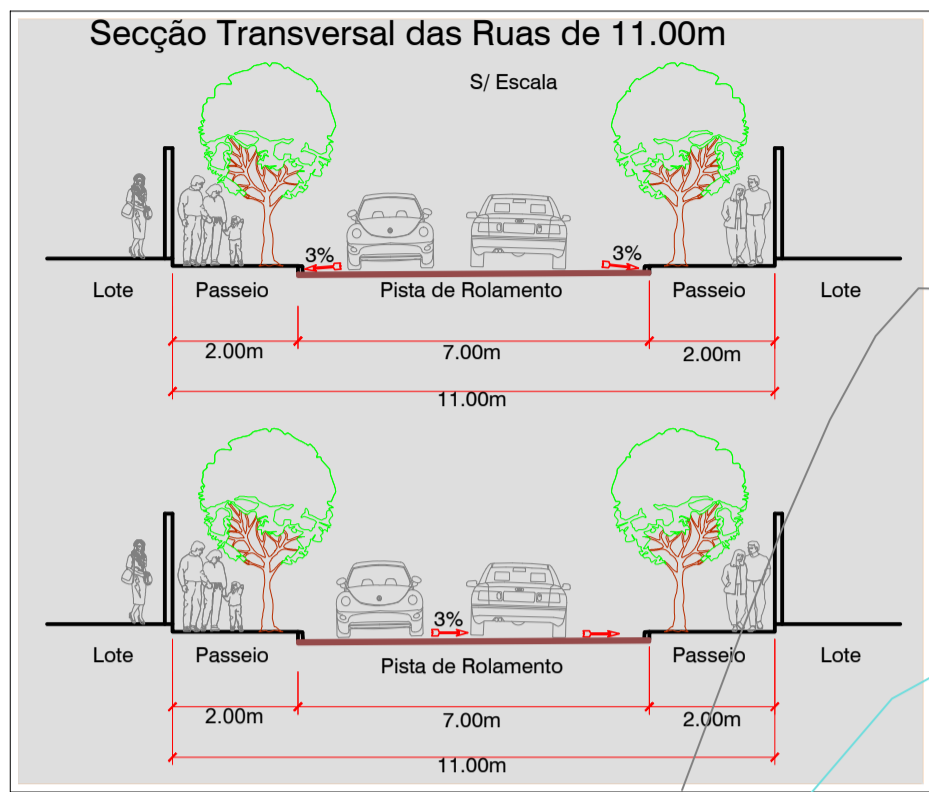 Secção Transversal das Ruas de 11.00m
S/ Escala
3% 3%
Lote Passeio Pista de Rolamento Passeio Lote
2.00m 7.00m 2.00m
11.00m
3%
Lote Passeio Pista de Rolamento Passeio Lote
2.00m 7.00m 2.00m
11.00m